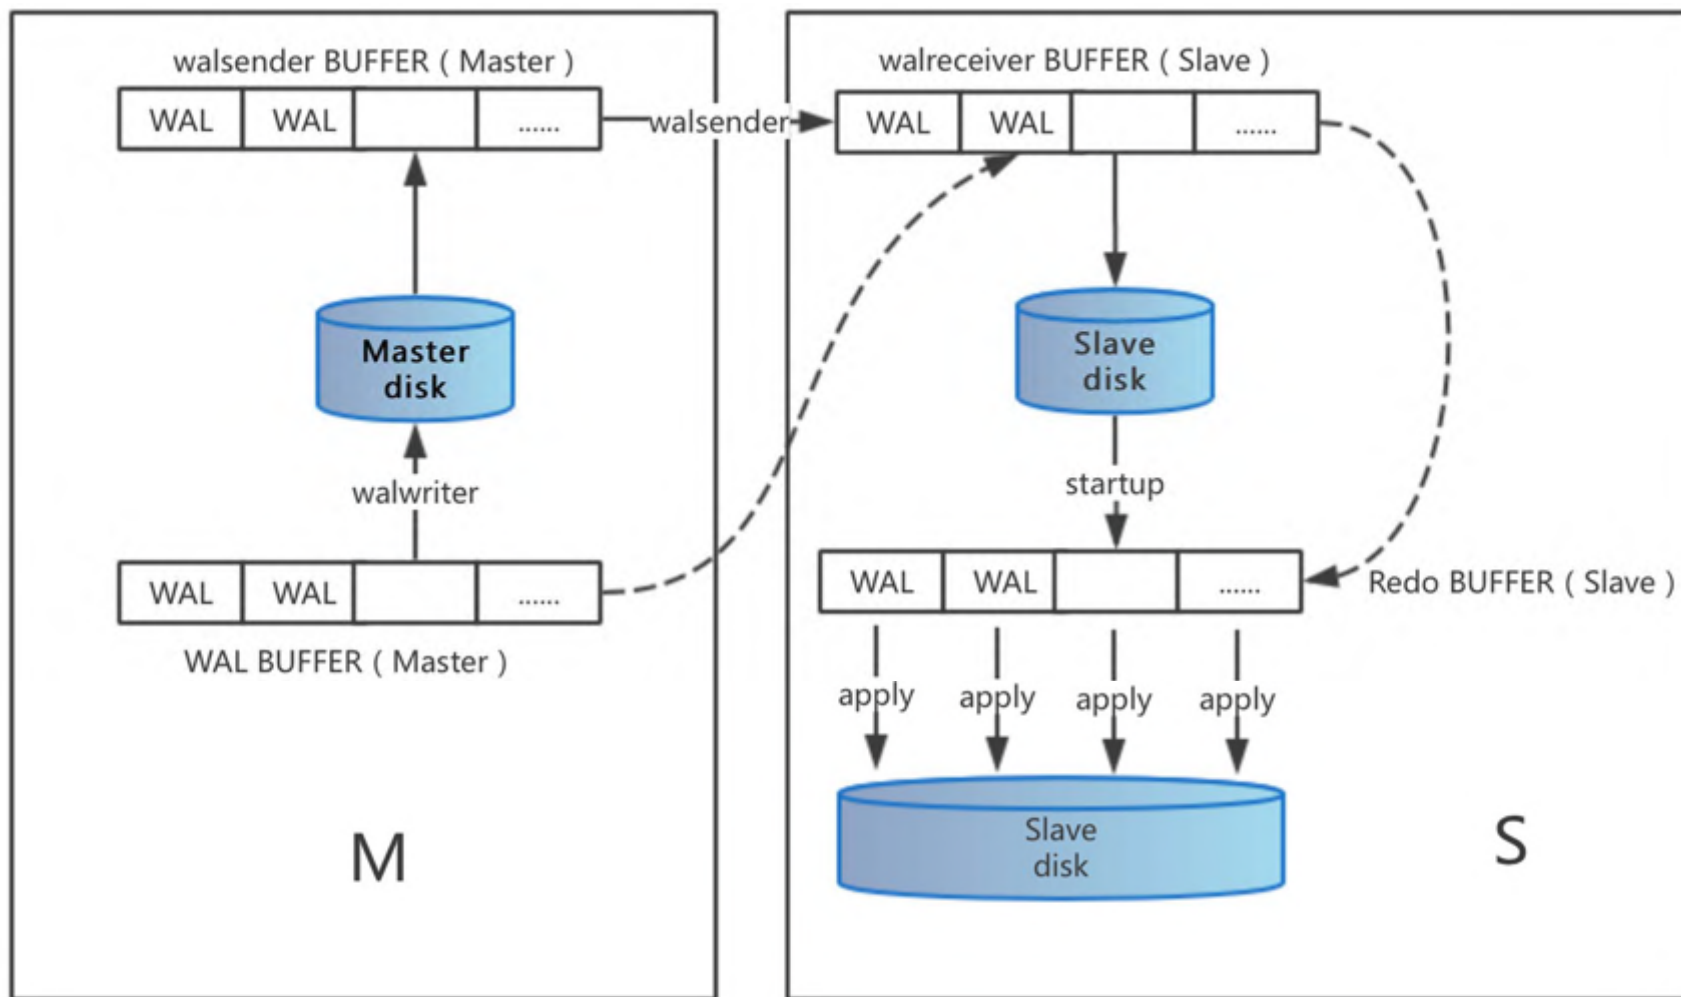 walsender BUFFER ( Master )
WAL WAL ......
walsender
Master
disk
walwriter
WAL WAL ......
WAL BUFFER ( Master )
M
walreceiver BUFFER ( Slave )
WAL WAL ......
Slave
disk
startup
WAL WAL ......
Redo BUFFER ( Slave )
apply apply apply apply
Slave
disk
S